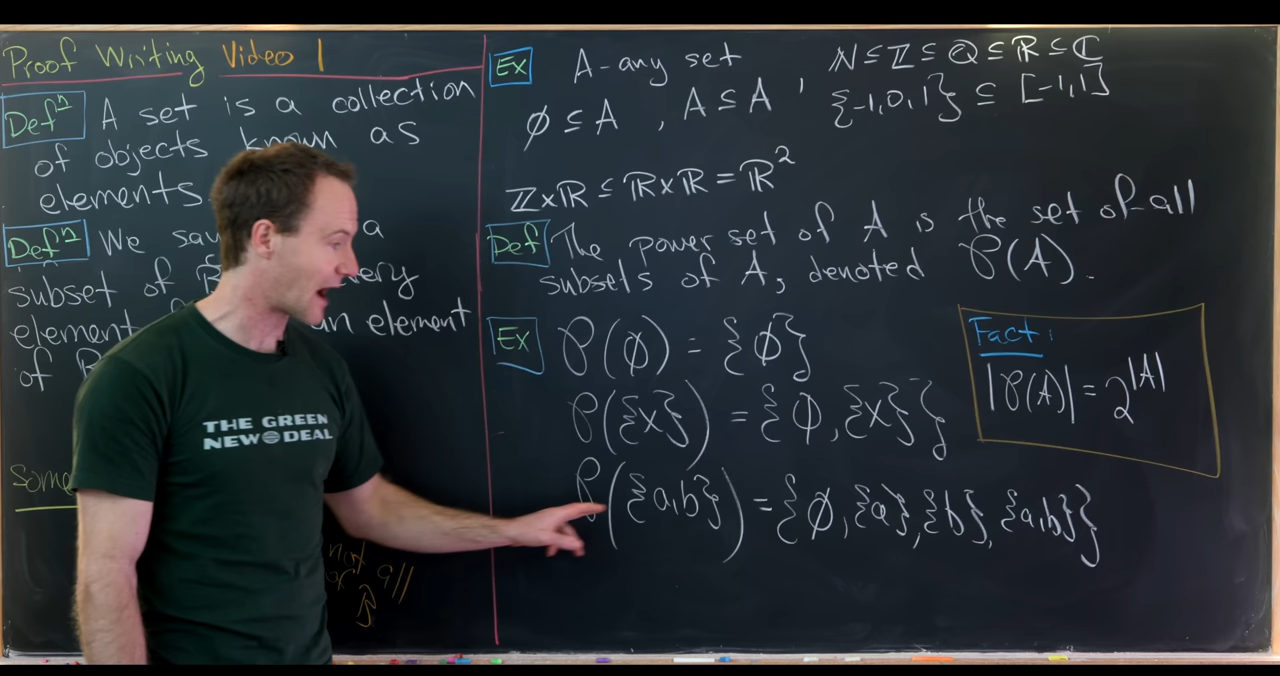 Proof Writing Video 1
Defⁿ A set is a collection
of objects known as
elements
Defⁿ We say a
subset of B every
element an element
of B
some
not all
of
Ex A-any set
∅ ⊆ A , A ⊆ A ,
ℕ ⊆ ℤ ⊆ ℚ ⊆ ℝ ⊆ ℂ
{-1,0,1} ⊆ [-1,1]
ℤ×ℝ ⊆ ℝ×ℝ = ℝ²
Def The power set of A is the set of all
subsets of A, denoted 𝒫(A).
Ex 𝒫(∅) = {∅}
𝒫({x}) = {∅, {x}}
𝒫({a,b}) = {∅, {a}, {b}, {a,b}}
Fact:
|𝒫(A)| = 2^|A|
THE GREEN
NEW DEAL